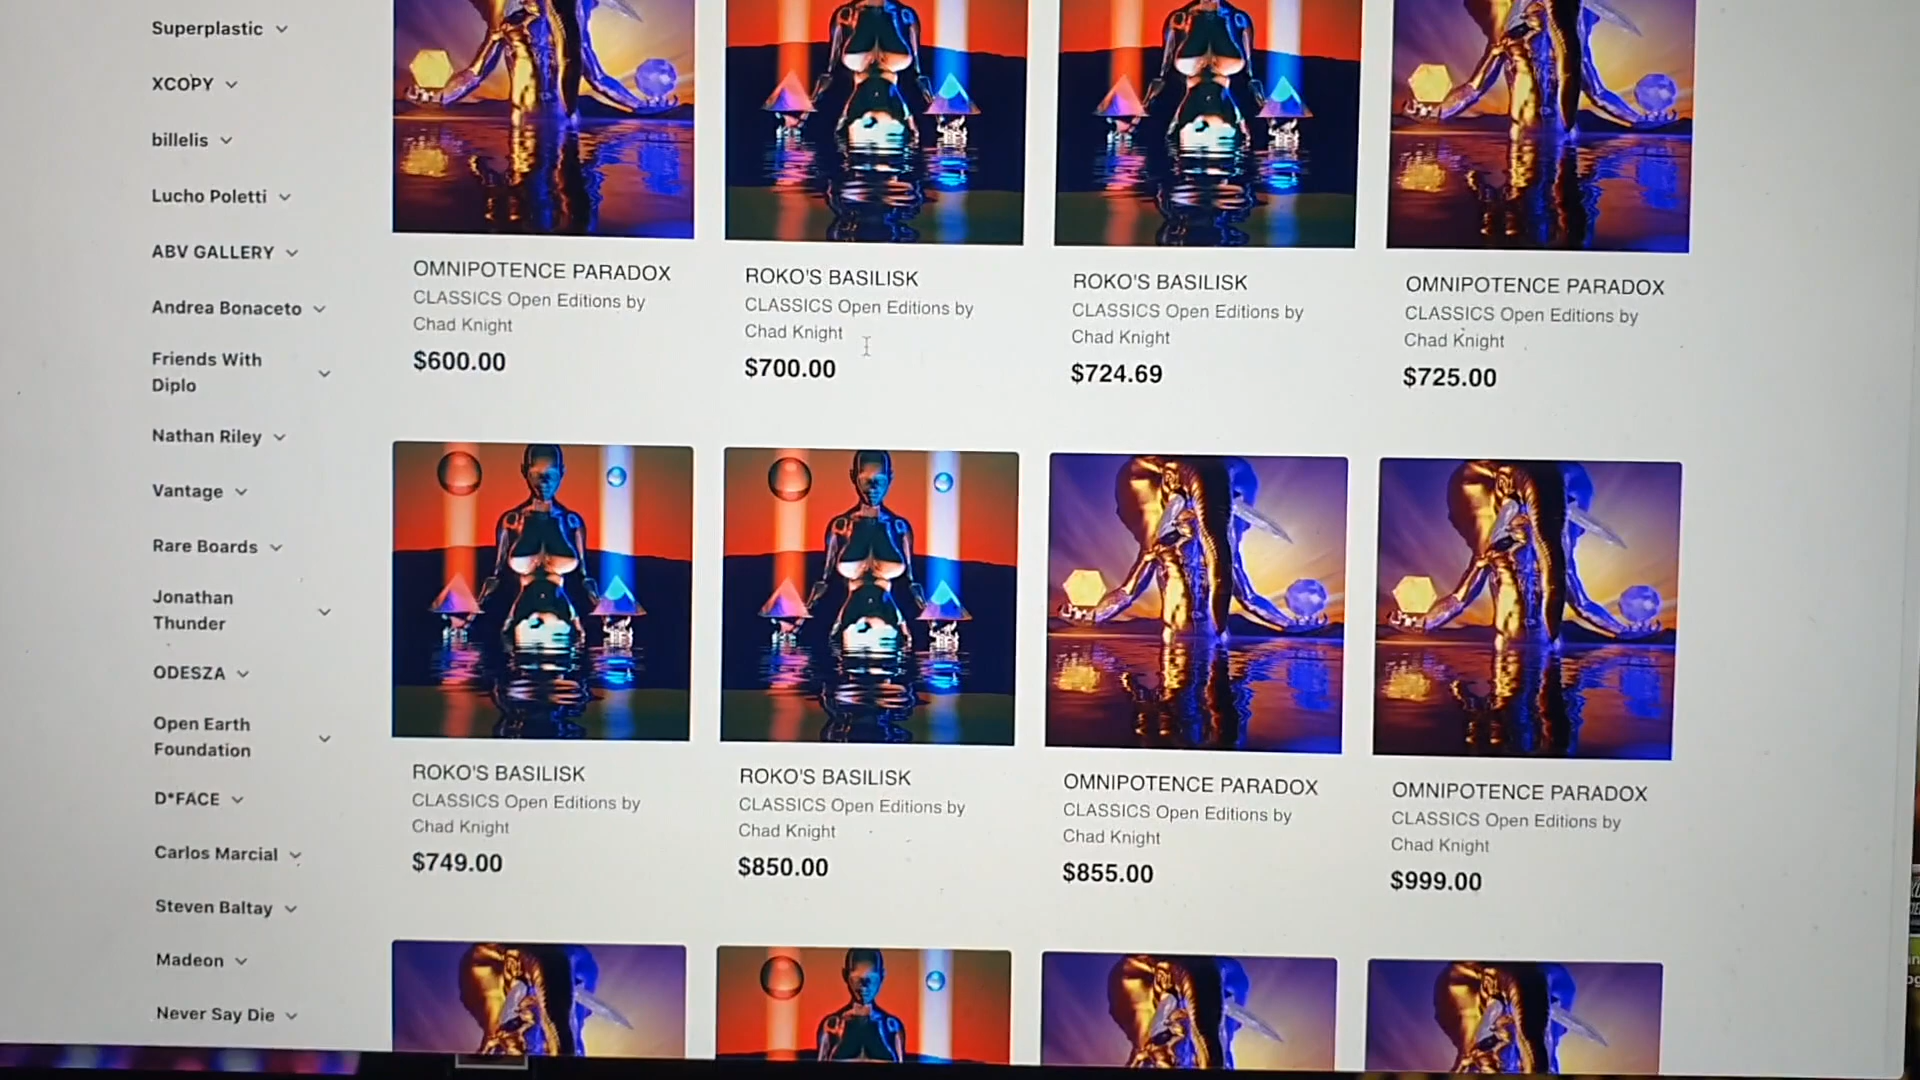 Superplastic
XCOPY
billelis
Lucho Poletti
ABV GALLERY
Andrea Bonaceto
Friends With
Diplo
Nathan Riley
Vantage
Rare Boards
Jonathan
Thunder
ODESZA
Open Earth
Foundation
D*FACE
Carlos Marcial
Steven Baltay
Madeon
Never Say Die
OMNIPOTENCE PARADOX
CLASSICS Open Editions by
Chad Knight
$600.00
ROKO'S BASILISK
CLASSICS Open Editions by
Chad Knight
$700.00
ROKO'S BASILISK
CLASSICS Open Editions by
Chad Knight
$724.69
OMNIPOTENCE PARADOX
CLASSICS Open Editions by
Chad Knight
$725.00
ROKO'S BASILISK
CLASSICS Open Editions by
Chad Knight
$749.00
ROKO'S BASILISK
CLASSICS Open Editions by
Chad Knight
$850.00
OMNIPOTENCE PARADOX
CLASSICS Open Editions by
Chad Knight
$855.00
OMNIPOTENCE PARADOX
CLASSICS Open Editions by
Chad Knight
$999.00